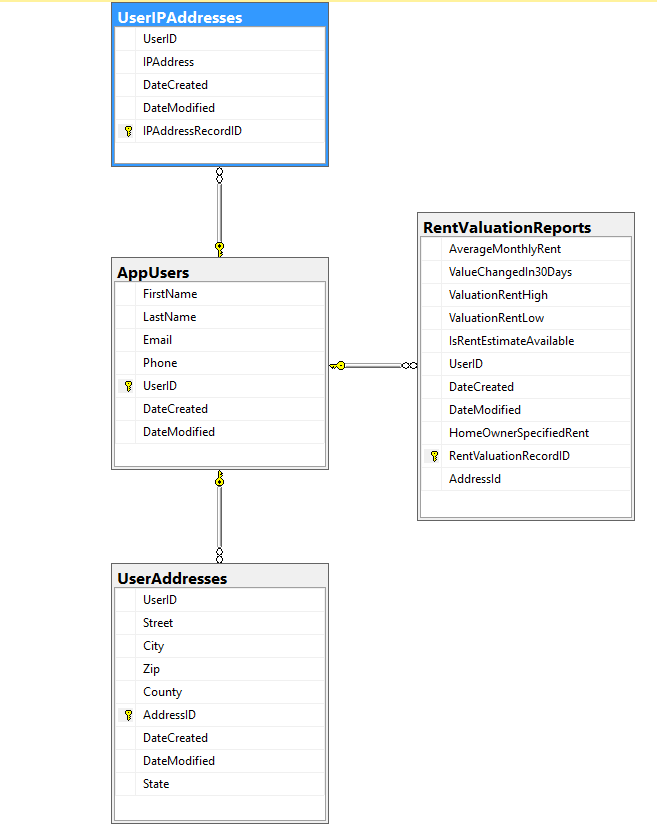 UserIPAddresses
UserID
IPAddress
DateCreated
DateModified
IPAddressRecordID
AppUsers
FirstName
LastName
Email
Phone
UserID
DateCreated
DateModified
RentValuationReports
AverageMonthlyRent
ValueChangedIn30Days
ValuationRentHigh
ValuationRentLow
IsRentEstimateAvailable
UserID
DateCreated
DateModified
HomeOwnerSpecifiedRent
RentValuationRecordID
AddressId
UserAddresses
UserID
Street
City
Zip
County
AddressID
DateCreated
DateModified
State